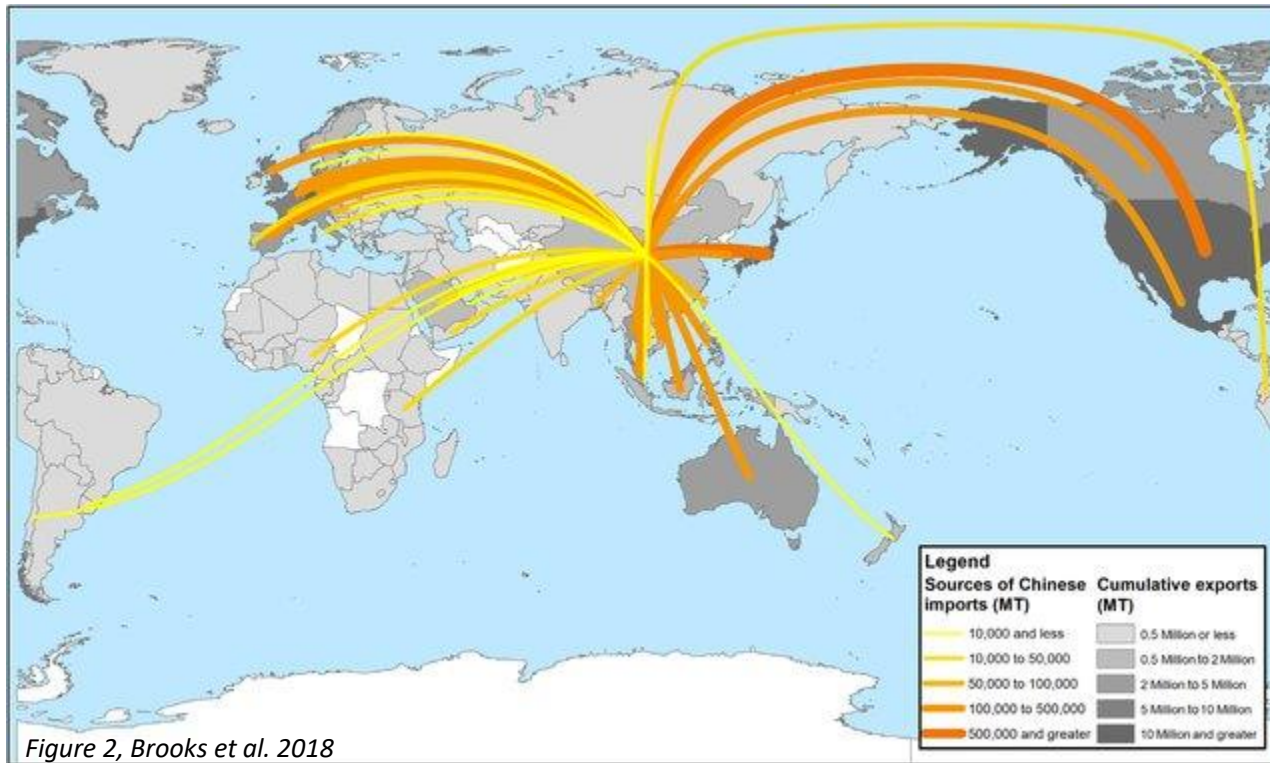 Legend
Sources of Chinese imports (MT)
10,000 and less
10,000 to 50,000
50,000 to 100,000
100,000 to 500,000
500,000 and greater
Cumulative exports (MT)
0.5 Million or less
0.5 Million to 2 Million
2 Million to 5 Million
5 Million to 10 Million
10 Million and greater
Figure 2, Brooks et al. 2018